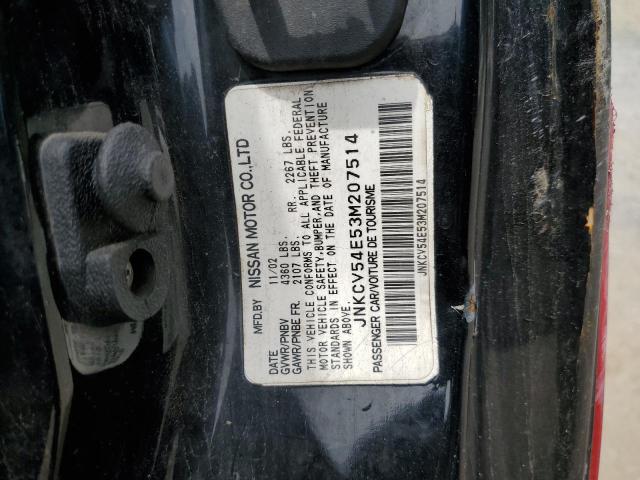 MFD.BY NISSAN MOTOR CO.,LTD
DATE 11/02
GVWR/PNBV 4360 LBS.
GAWR/PNBE FR. 2107 LBS. RR. 2267 LBS.
THIS VEHICLE CONFORMS TO ALL APPLICABLE FEDERAL
MOTOR VEHICLE SAFETY,BUMPER,AND THEFT PREVENTION
STANDARDS IN EFFECT ON THE DATE OF MANUFACTURE
SHOWN ABOVE.
JNKCV54E53M207514
PASSENGER CAR/VOITURE DE TOURISME
JNKCV54E53M207514